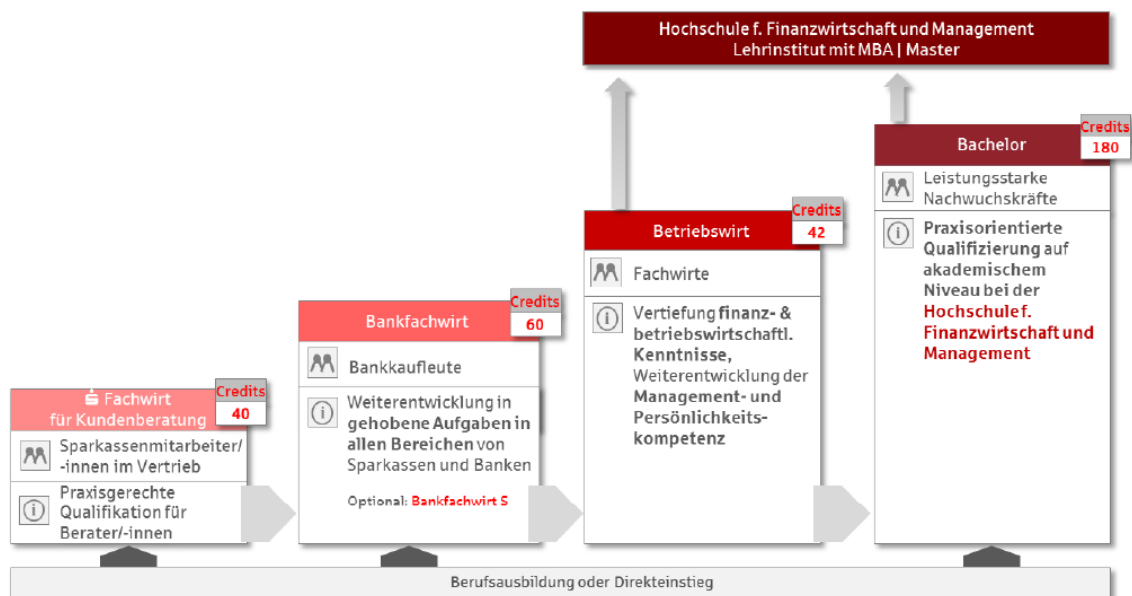 Hochschule f. Finanzwirtschaft und Management
Lehrinstitut mit MBA | Master
Fachwirt
für Kundenberatung
Credits
40
Sparkassenmitarbeiter/
-innen im Vertrieb
Praxisgerechte
Qualifikation für
Berater/-innen
Bankfachwirt
Credits
60
Bankkaufleute
Weiterentwicklung in
gehobene Aufgaben in
allen Bereichen von
Sparkassen und Banken
Optional: Bankfachwirt S
Betriebswirt
Credits
42
Fachwirte
Vertiefung finanz- &
betriebswirtschaftl.
Kenntnisse,
Weiterentwicklung der
Management- und
Persönlichkeits-
kompetenz
Bachelor
Credits
180
Leistungsstarke
Nachwuchskräfte
Praxisorientierte
Qualifizierung auf
akademischem
Niveau bei der
Hochschule f.
Finanzwirtschaft und
Management
Berufsausbildung oder Direkteinstieg